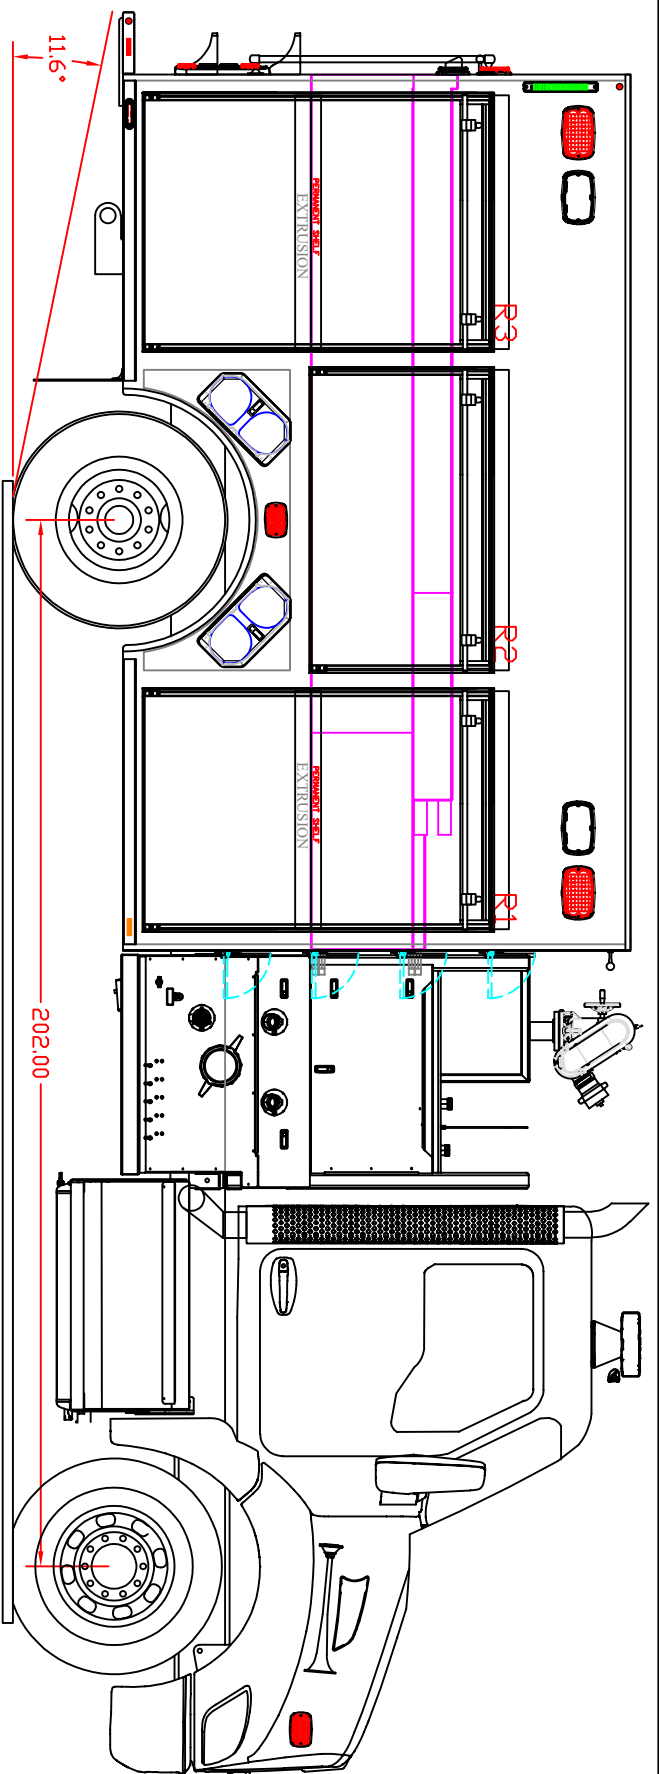 11.6°
R3
R2
R1
PERMANENT SHELF
EXTRUSION
PERMANENT SHELF
EXTRUSION
202.00